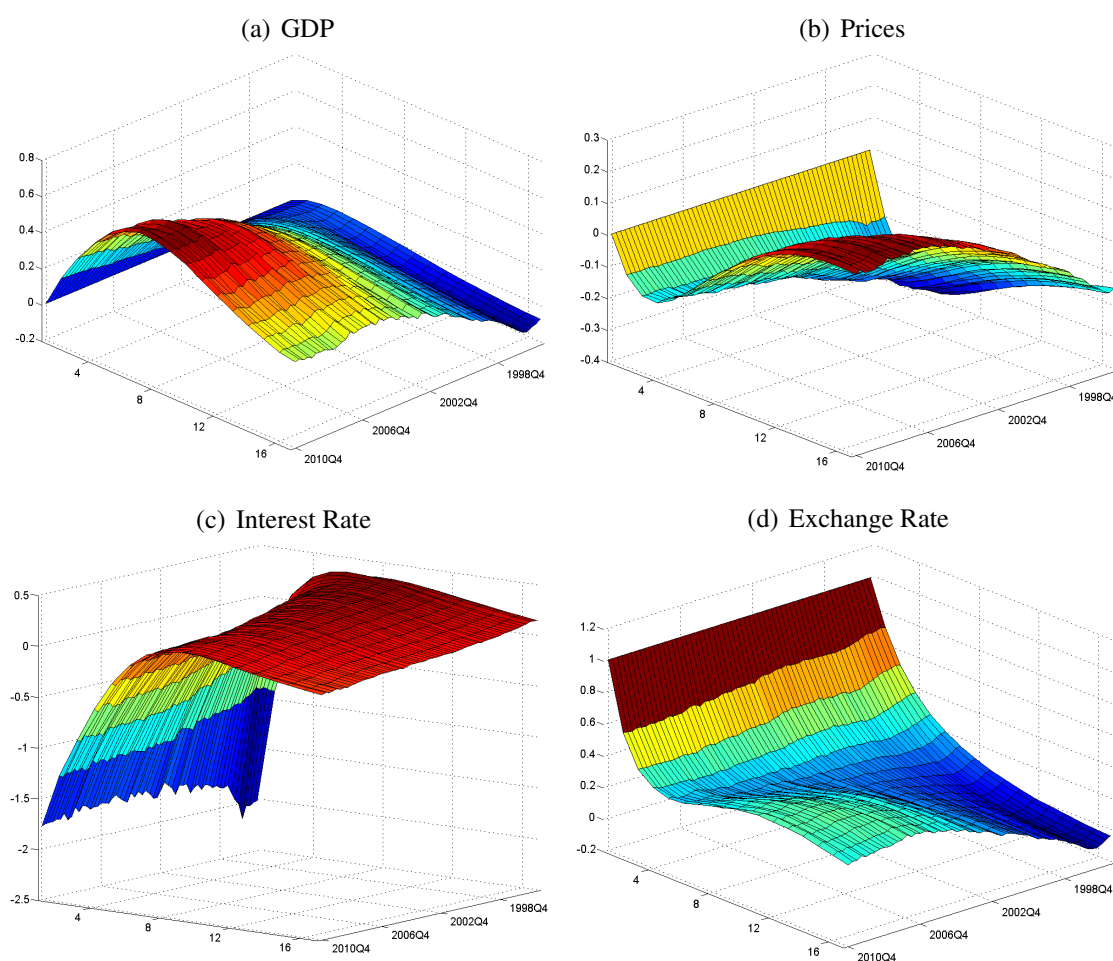 (a) GDP
0.8
0.6
0.4
0.2
0
-0.2
4
8
12
16
2010Q4
2006Q4
2002Q4
1998Q4
(b) Prices
0.3
0.2
0.1
0
-0.1
-0.2
-0.3
-0.4
4
8
12
16
2010Q4
2006Q4
2002Q4
1998Q4
(c) Interest Rate
0.5
0
-0.5
-1
-1.5
-2
-2.5
4
8
12
16
2010Q4
2006Q4
2002Q4
1998Q4
(d) Exchange Rate
1.2
1
0.8
0.6
0.4
0.2
0
-0.2
4
8
12
16
2010Q4
2006Q4
2002Q4
1998Q4